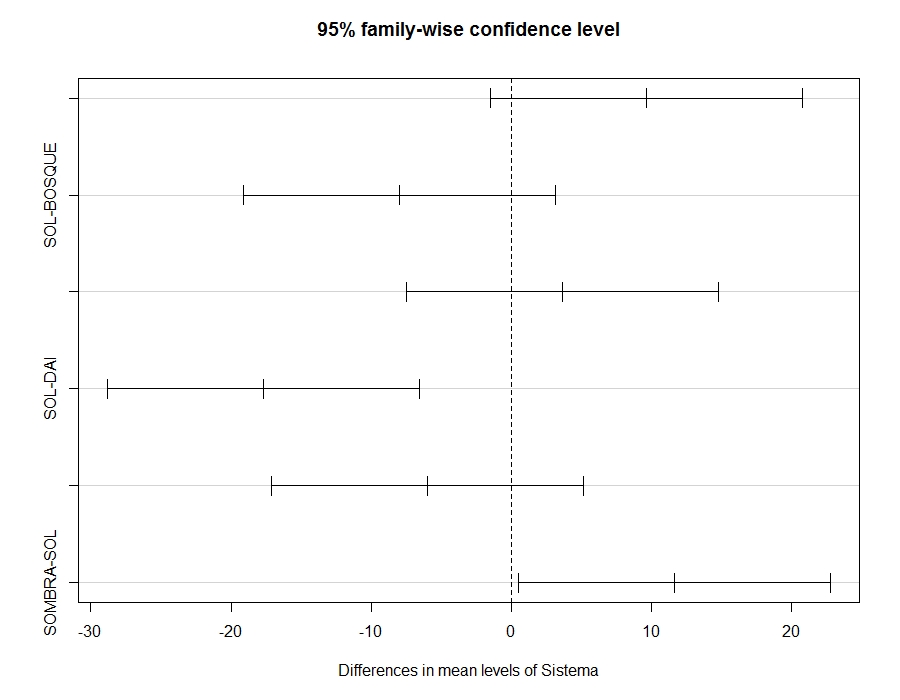 95% family-wise confidence level
SOL-BOSQUE
SOL-DAI
SOMBRA-SOL
-30 -20 -10 0 10 20
Differences in mean levels of Sistema